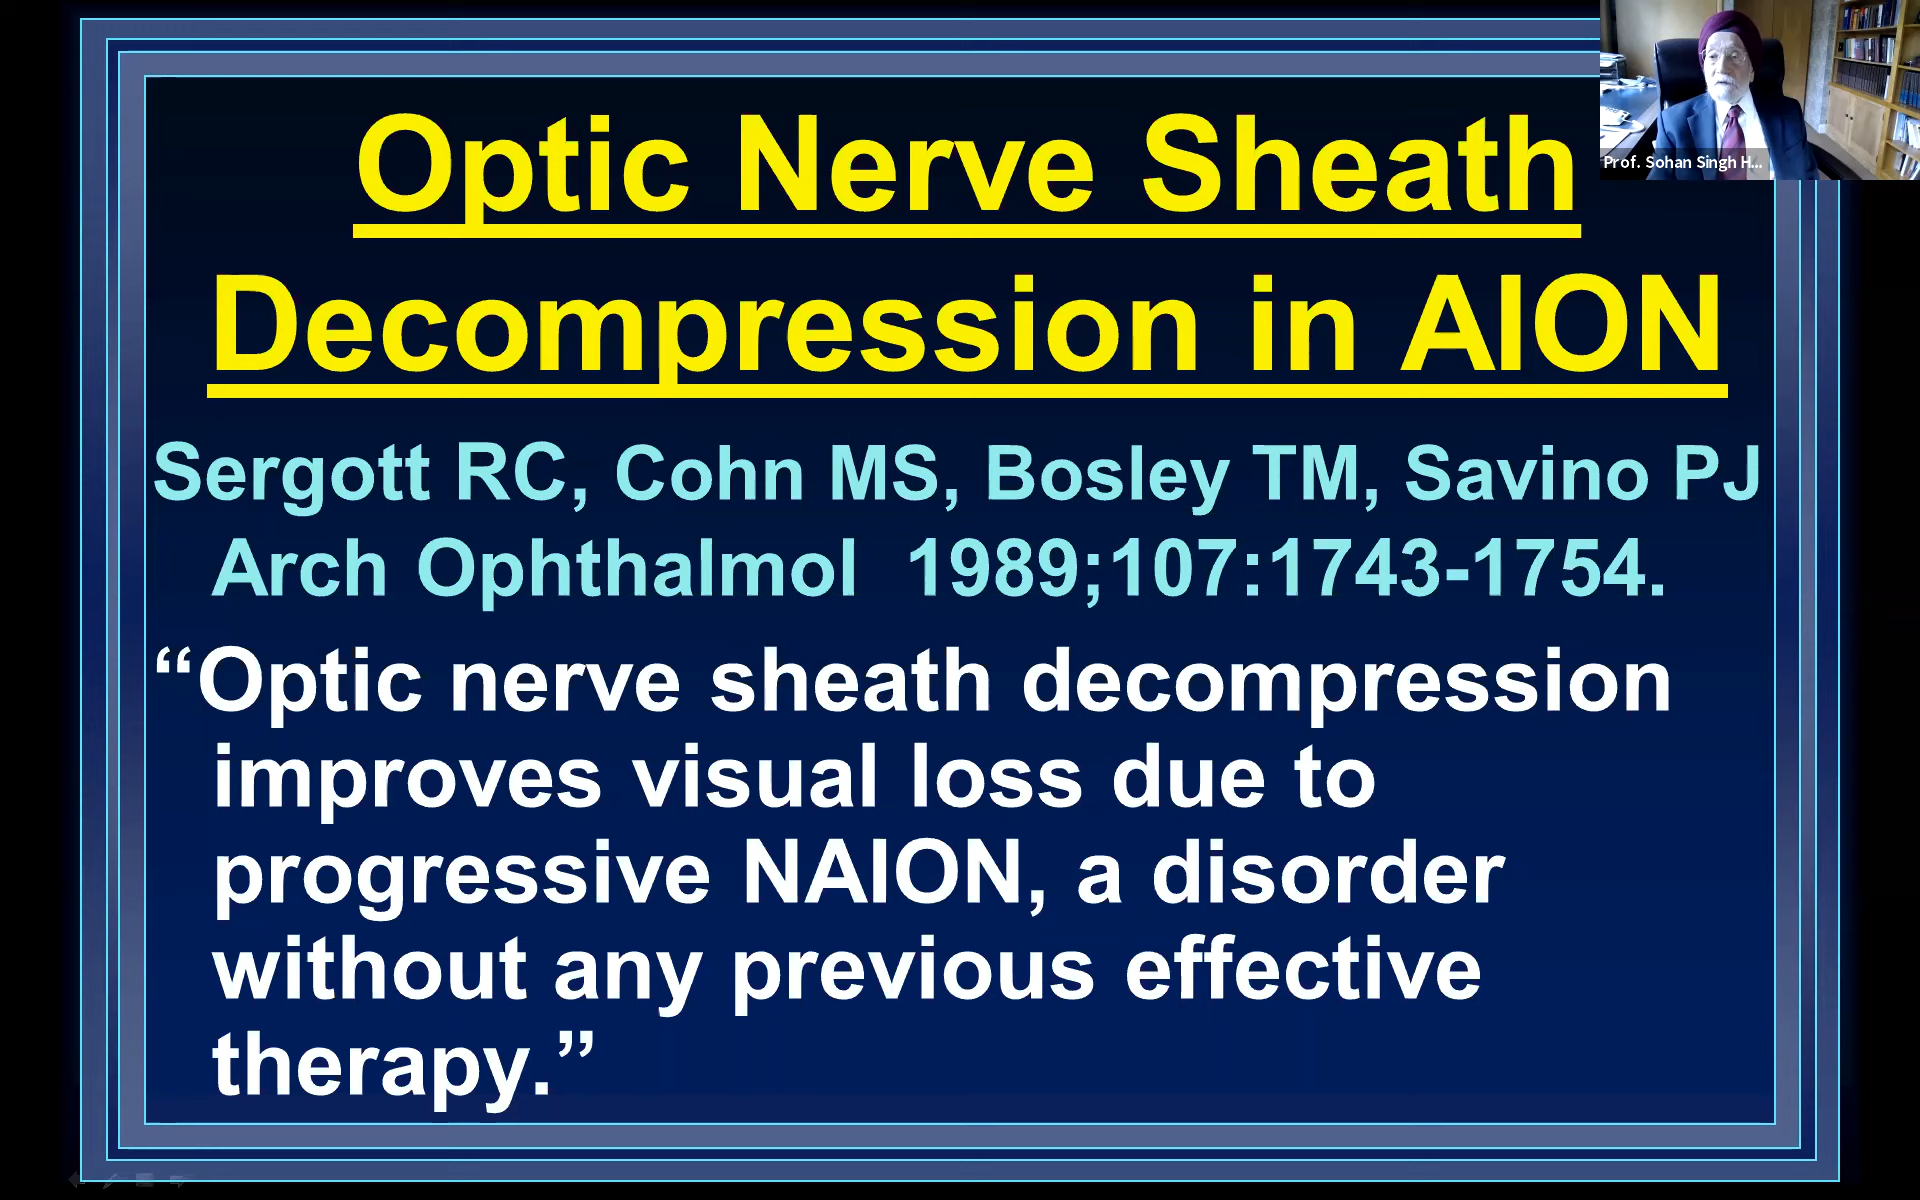 Optic Nerve Sheath
Decompression in AION
Sergott RC, Cohn MS, Bosley TM, Savino PJ
Arch Ophthalmol 1989;107:1743-1754.
“Optic nerve sheath decompression
improves visual loss due to
progressive NAION, a disorder
without any previous effective
therapy.”
Prof. Sohan Singh H...